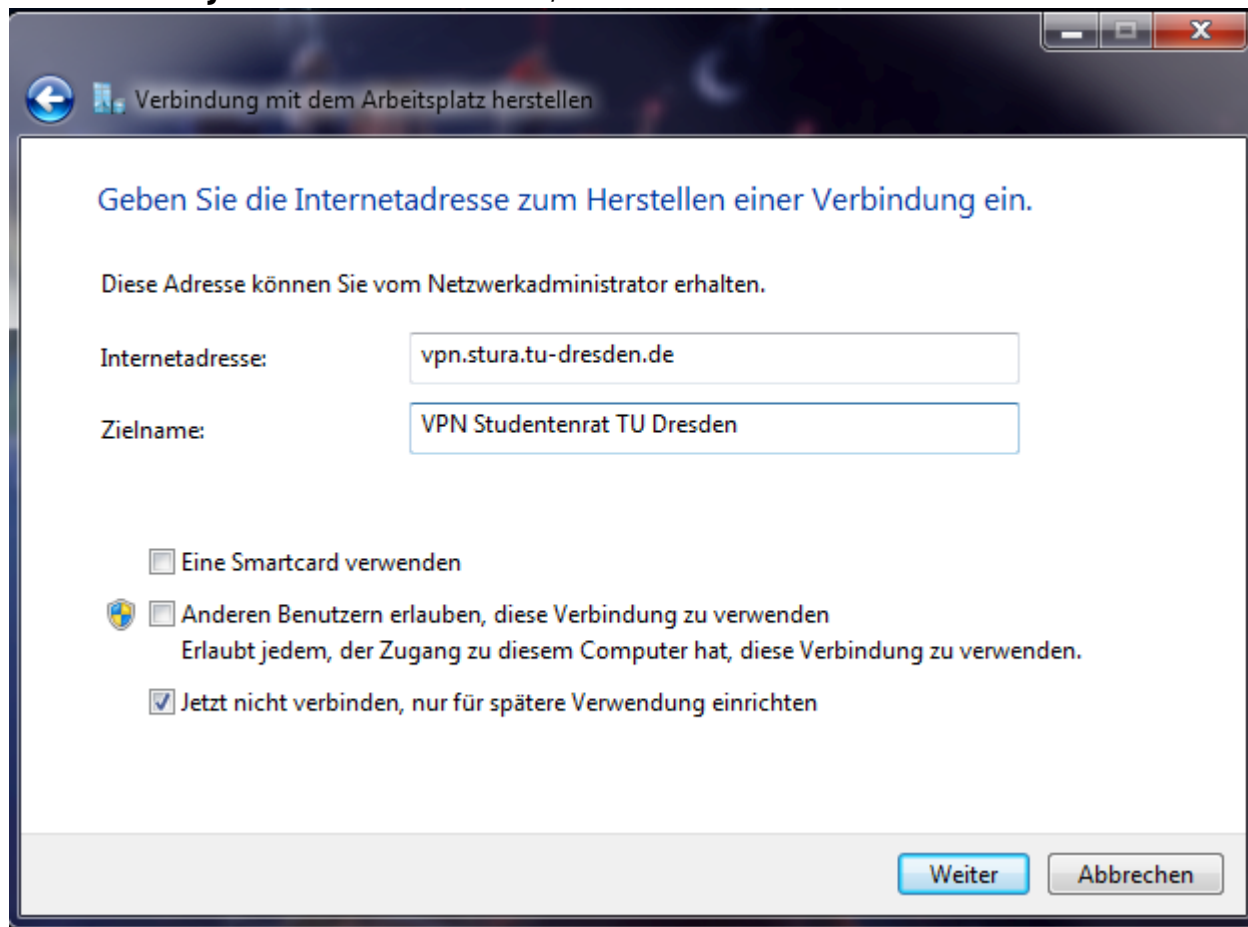 Verbindung mit dem Arbeitsplatz herstellen
Geben Sie die Internetadresse zum Herstellen einer Verbindung ein.
Diese Adresse können Sie vom Netzwerkadministrator erhalten.
Internetadresse: vpn.stura.tu-dresden.de
Zielname: VPN Studentenrat TU Dresden
Eine Smartcard verwenden
Anderen Benutzern erlauben, diese Verbindung zu verwenden
Erlaubt jedem, der Zugang zu diesem Computer hat, diese Verbindung zu verwenden.
Jetzt nicht verbinden, nur für spätere Verwendung einrichten
Weiter Abbrechen